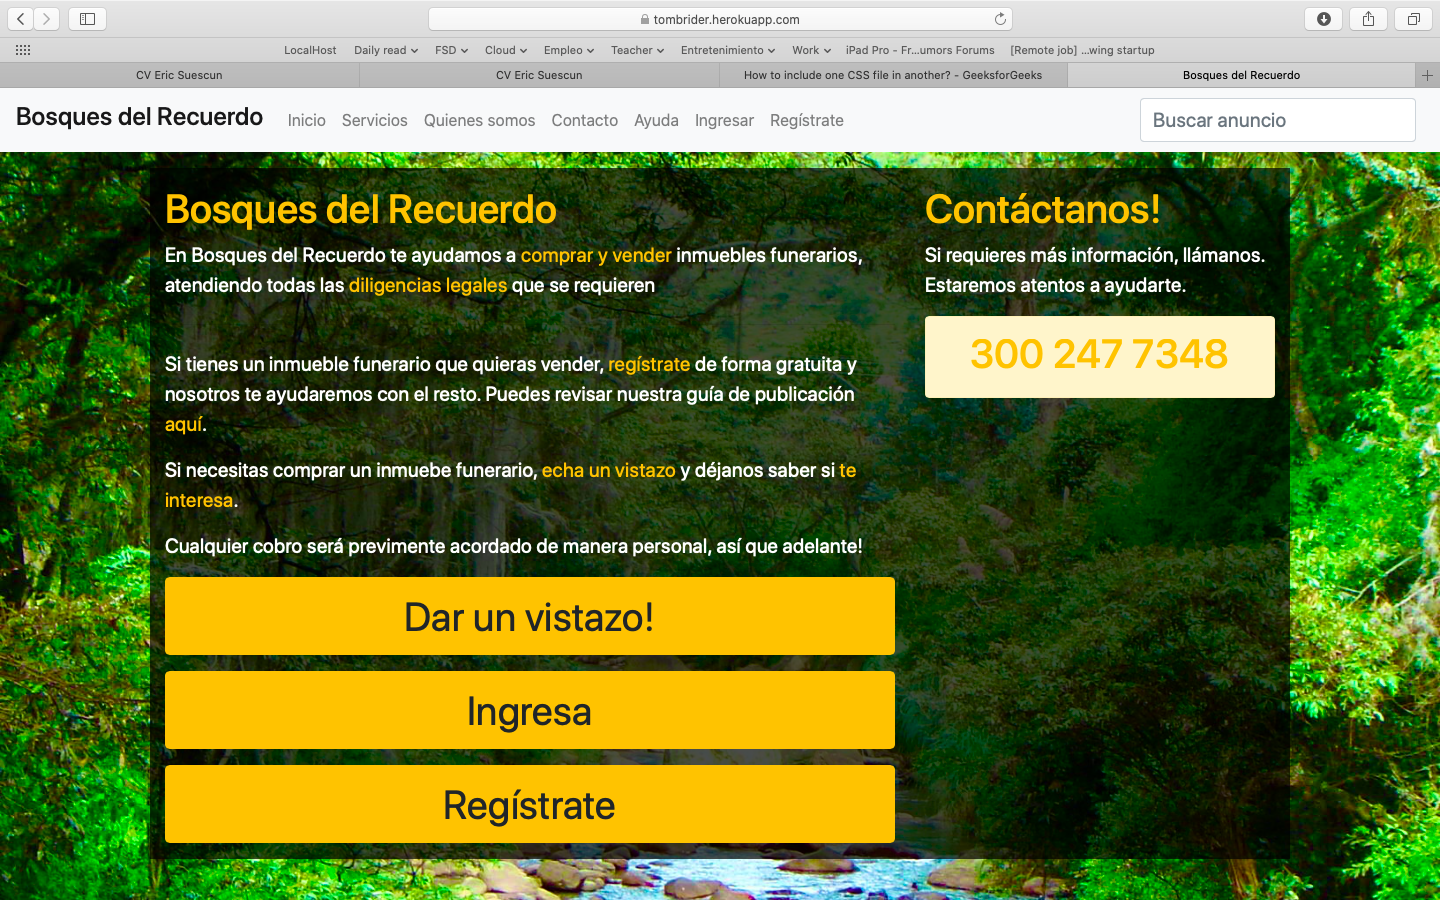 tombrider.herokuapp.com
LocalHost Daily read FSD Cloud Empleo Teacher Entretenimiento Work iPad Pro - Fr...umors Forums [Remote job] ...wing startup
CV Eric Suescun CV Eric Suescun How to include one CSS file in another? - GeeksforGeeks Bosques del Recuerdo
Bosques del Recuerdo Inicio Servicios Quienes somos Contacto Ayuda Ingresar Regístrate Buscar anuncio
Bosques del Recuerdo
En Bosques del Recuerdo te ayudamos a comprar y vender inmuebles funerarios,
atendiendo todas las diligencias legales que se requieren
Si tienes un inmueble funerario que quieras vender, regístrate de forma gratuita y
nosotros te ayudaremos con el resto. Puedes revisar nuestra guía de publicación
aquí.
Si necesitas comprar un inmuebe funerario, echa un vistazo y déjanos saber si te
interesa.
Cualquier cobro será previmente acordado de manera personal, así que adelante!
Dar un vistazo!
Ingresa
Regístrate
Contáctanos!
Si requieres más información, llámanos.
Estaremos atentos a ayudarte.
300 247 7348